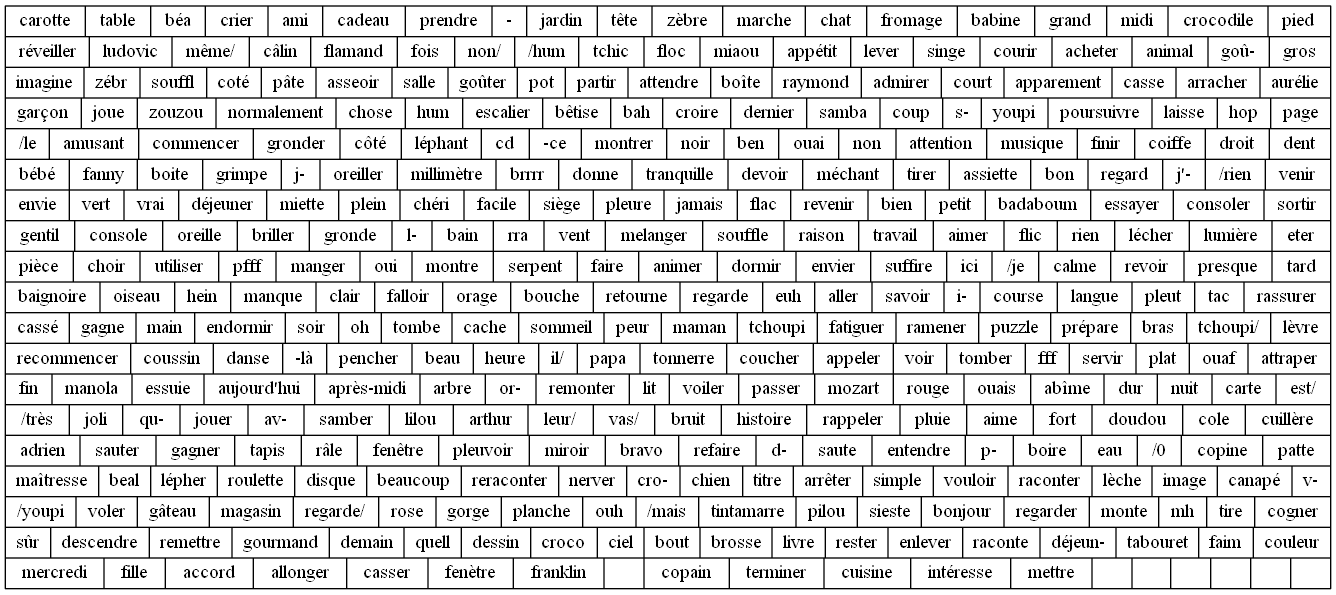 carotte table béa crier ami cadeau prendre - jardin tête zèbre marche chat fromage babine grand midi crocodile pied
réveiller ludovic même/ câlin flamand fois non/ /hum tchic floc miaou appétit lever singe courir acheter animal goû- gros
imagine zébr souffl coté pâte asseoir salle goûter pot partir attendre boîte raymond admirer court apparement casse arracher aurélie
garçon joue zouzou normalement chose hum escalier bêtise bah croire dernier samba coup s- youpi poursuivre laisse hop page
/le amusant commencer gronder côté léphant cd -ce montrer noir ben ouai non attention musique finir coiffe droit dent
bébé fanny boite grimpe j- oreiller millimètre brrrr donne tranquille devoir méchant tirer assiette bon regard j'- /rien venir
envie vert vrai déjeuner miette plein chéri facile siège pleure jamais flac revenir bien petit badaboum essayer consoler sortir
gentil console oreille briller gronde l- bain rra vent melanger souffle raison travail aimer flic rien lécher lumière eter
pièce choir utiliser pfff manger oui montre serpent faire animer dormir envier suffire ici /je calme revoir presque tard
baignoire oiseau hein manque clair falloir orage bouche retourne regarde euh aller savoir i- course langue pleut tac rassurer
cassé gagne main endormir soir oh tombe cache sommeil peur maman tchoupi fatiguer ramener puzzle prépare bras tchoupi/ lèvre
recommencer coussin danse -là pencher beau heure il/ papa tonnerre coucher appeler voir tomber fff servir plat ouaf attraper
fin manola essuie aujourd'hui après-midi arbre or- remonter lit voiler passer mozart rouge ouais abîme dur nuit carte est/
/très joli qu- jouer av- samber lilou arthur leur/ vas/ bruit histoire rappeler pluie aime fort doudou cole cuillère
adrien sauter gagner tapis râle fenêtre pleuvoir miroir bravo refaire d- saute entendre p- boire eau /0 copine patte
maîtresse beal lépher roulette disque beaucoup reraconter nerver cro- chien titre arrêter simple vouloir raconter lèche image canapé v-
/youpi voler gâteau magasin regarde/ rose gorge planche ouh /mais tintamarre pilou sieste bonjour regarder monte mh tire cogner
sûr descendre remettre gourmand demain quell dessin croco ciel bout brosse livre rester enlever raconte déjeun- tabouret faim couleur
mercredi fille accord allonger casser fenètre franklin copain terminer cuisine intéresse mettre